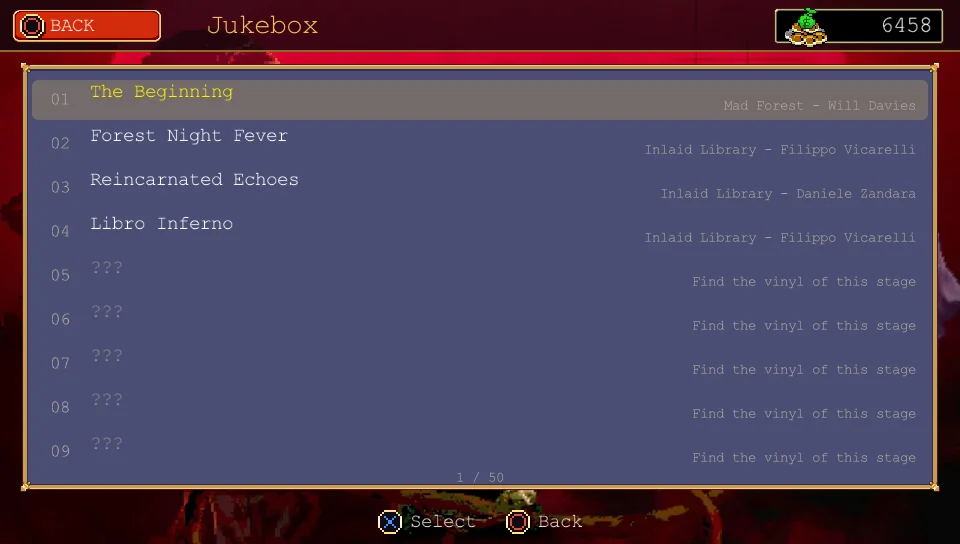 BACK
Jukebox
6458
01 The Beginning
Mad Forest - Will Davies
02 Forest Night Fever
Inlaid Library - Filippo Vicarelli
03 Reincarnated Echoes
Inlaid Library - Daniele Zandara
04 Libro Inferno
Inlaid Library - Filippo Vicarelli
05 ???
Find the vinyl of this stage
06 ???
Find the vinyl of this stage
07 ???
Find the vinyl of this stage
08 ???
Find the vinyl of this stage
09 ???
Find the vinyl of this stage
1 / 50
Select Back